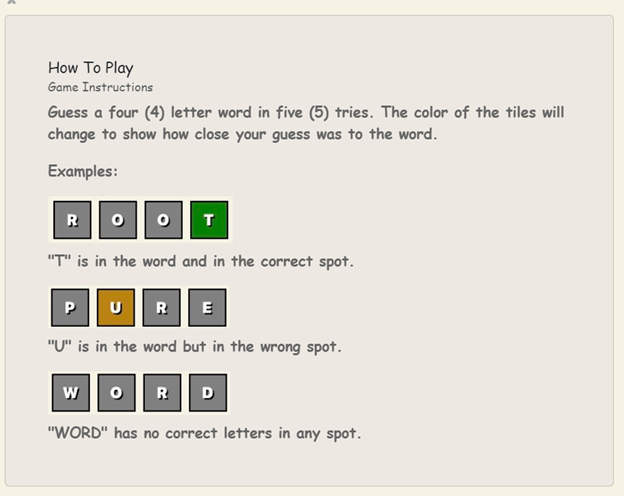 How To Play
Game Instructions
Guess a four (4) letter word in five (5) tries. The color of the tiles will
change to show how close your guess was to the word.
Examples:
R O O T
"T" is in the word and in the correct spot.
P U R E
"U" is in the word but in the wrong spot.
W O R D
"WORD" has no correct letters in any spot.